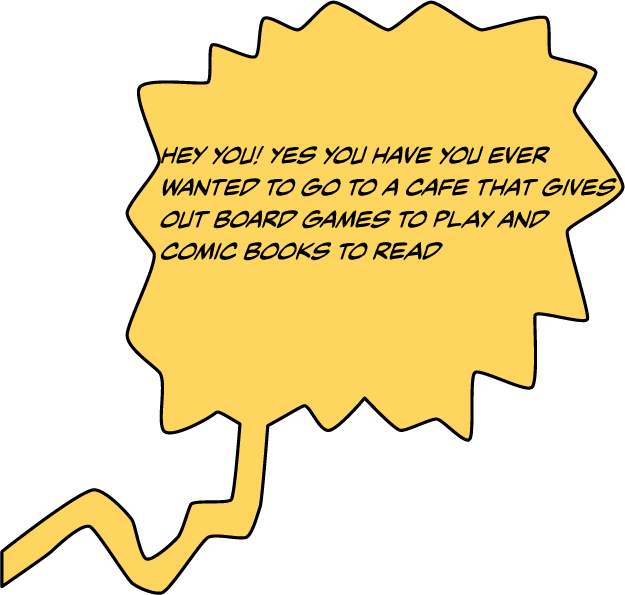 HEY YOU! YES YOU HAVE YOU EVER
WANTED TO GO TO A CAFE THAT GIVES
OUT BOARD GAMES TO PLAY AND
COMIC BOOKS TO READ